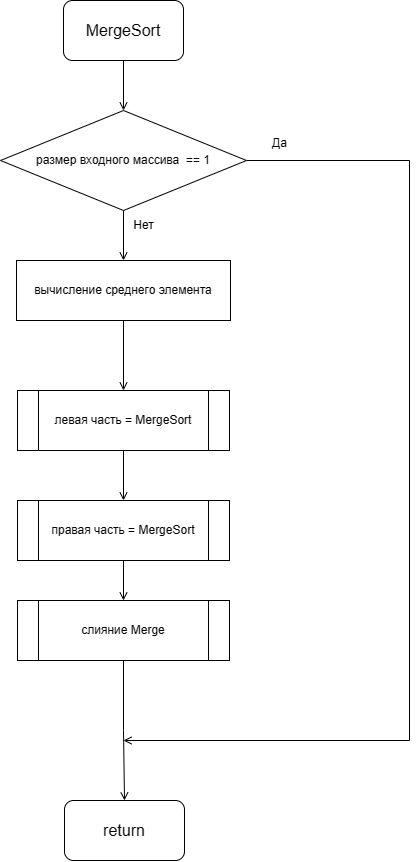 MergeSort
размер входного массива == 1
Да
Нет
вычисление среднего элемента
левая часть = MergeSort
правая часть = MergeSort
слияние Merge
return